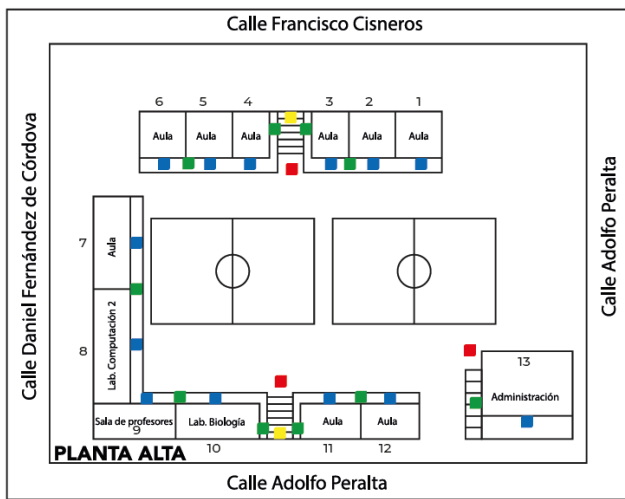 Calle Francisco Cisneros
6 5 4 3 2 1
Aula Aula Aula Aula Aula Aula
Calle Daniel Fernández de Córdova
7
Aula
8
Lab. Computación 2
Calle Adolfo Peralta
13
Administración
Sala de profesores
9
Lab. Biología
10
Aula
11
Aula
12
PLANTA ALTA
Calle Adolfo Peralta